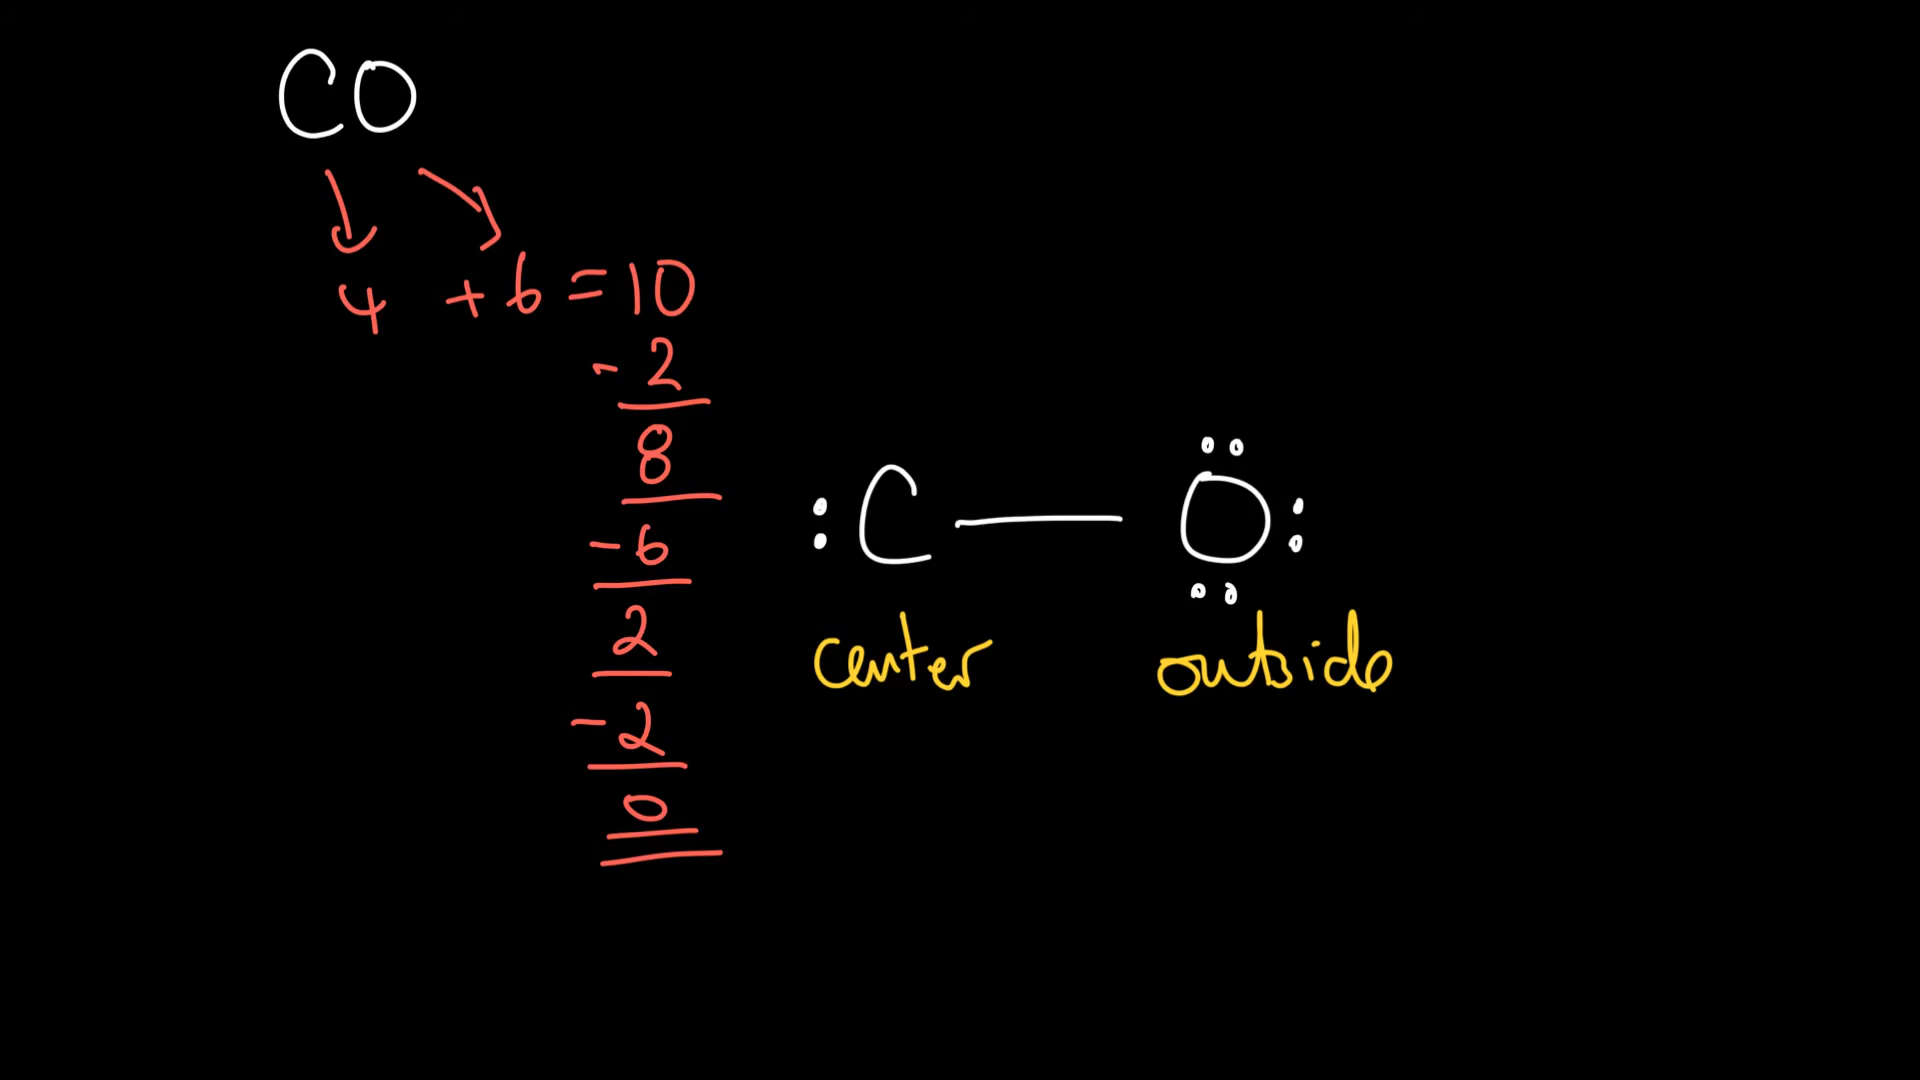 CO
4 + 6 = 10
- 2
8
- 6
2
- 2
0
:C — O:
center outside